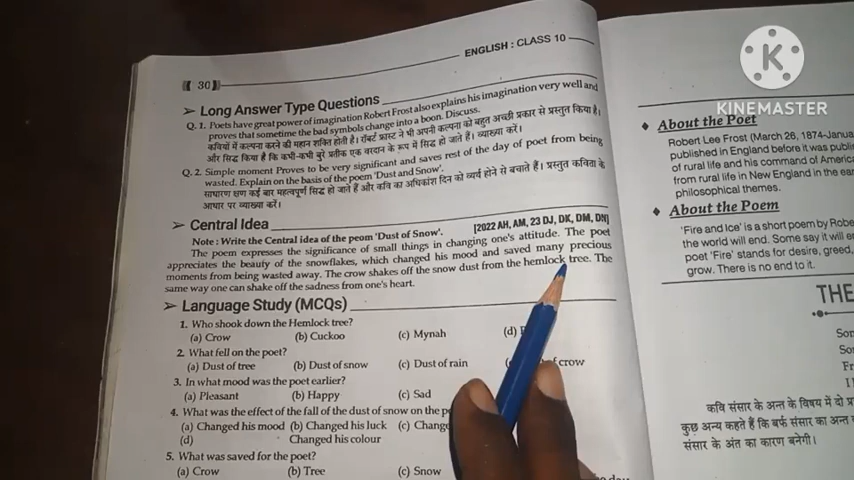 ❰ 30 ❱
ENGLISH : CLASS 10
➢ Long Answer Type Questions
Q. 1. Poets have great power of imagination Robert Frost also explains his imagination very well and
proves that sometime the bad symbols change into a boon. Discuss.
कवियों में कल्पना करने की महान शक्ति होती है। रॉबर्ट फ्रास्ट ने भी अपनी कल्पना को बहुत अच्छी प्रकार से प्रस्तुत किया है।
और सिद्ध किया है कि कभी-कभी बुरे प्रतीक एक वरदान के रूप में सिद्ध हो जाते हैं। व्याख्या करें।
Q. 2. Simple moment Proves to be very significant and saves rest of the day of poet from being
wasted. Explain on the basis of the poem 'Dust and Snow'.
साधारण क्षण कई बार महत्वपूर्ण सिद्ध हो जाते हैं और कवि का अधिकांश दिन को व्यर्थ होने से बचाते हैं। प्रस्तुत कविता के
आधार पर व्याख्या करें।
➢ Central Idea
Note : Write the Central idea of the peom 'Dust of Snow'. [2022 AH, AM, 23 DJ, DK, DM, DN]
The poem expresses the significance of small things in changing one's attitude. The poet
appreciates the beauty of the snowflakes, which changed his mood and saved many precious
moments from being wasted away. The crow shakes off the snow dust from the hemlock tree. The
same way one can shake off the sadness from one's heart.
➢ Language Study (MCQs)
1. Who shook down the Hemlock tree?
(a) Crow (b) Cuckoo (c) Mynah (d)
2. What fell on the poet?
(a) Dust of tree (b) Dust of snow (c) Dust of rain of crow
3. In what mood was the poet earlier?
(a) Pleasant (b) Happy (c) Sad
4. What was the effect of the fall of the dust of snow on the
(a) Changed his mood (b) Changed his luck (c)
(d) Changed his colour
5. What was saved for the poet?
(a) Crow (b) Tree (c) Snow
◆ About the Poet
Robert Lee Frost (March 26, 1874-
published in England before it was
of rural life and his command of
from rural life in New England in the
philosophical themes.
◆ About the Poem
'Fire and Ice' is a short poem by
the world will end. Some say it will
poet 'Fire' stands for desire, greed,
grow. There is no end to it.
THE
कवि संसार के अन्त के विषय में दो
कुछ अन्य कहते हैं कि बर्फ संसार का अन्त
संसार के अंत का कारण बनेगी।
K
KINEMASTER